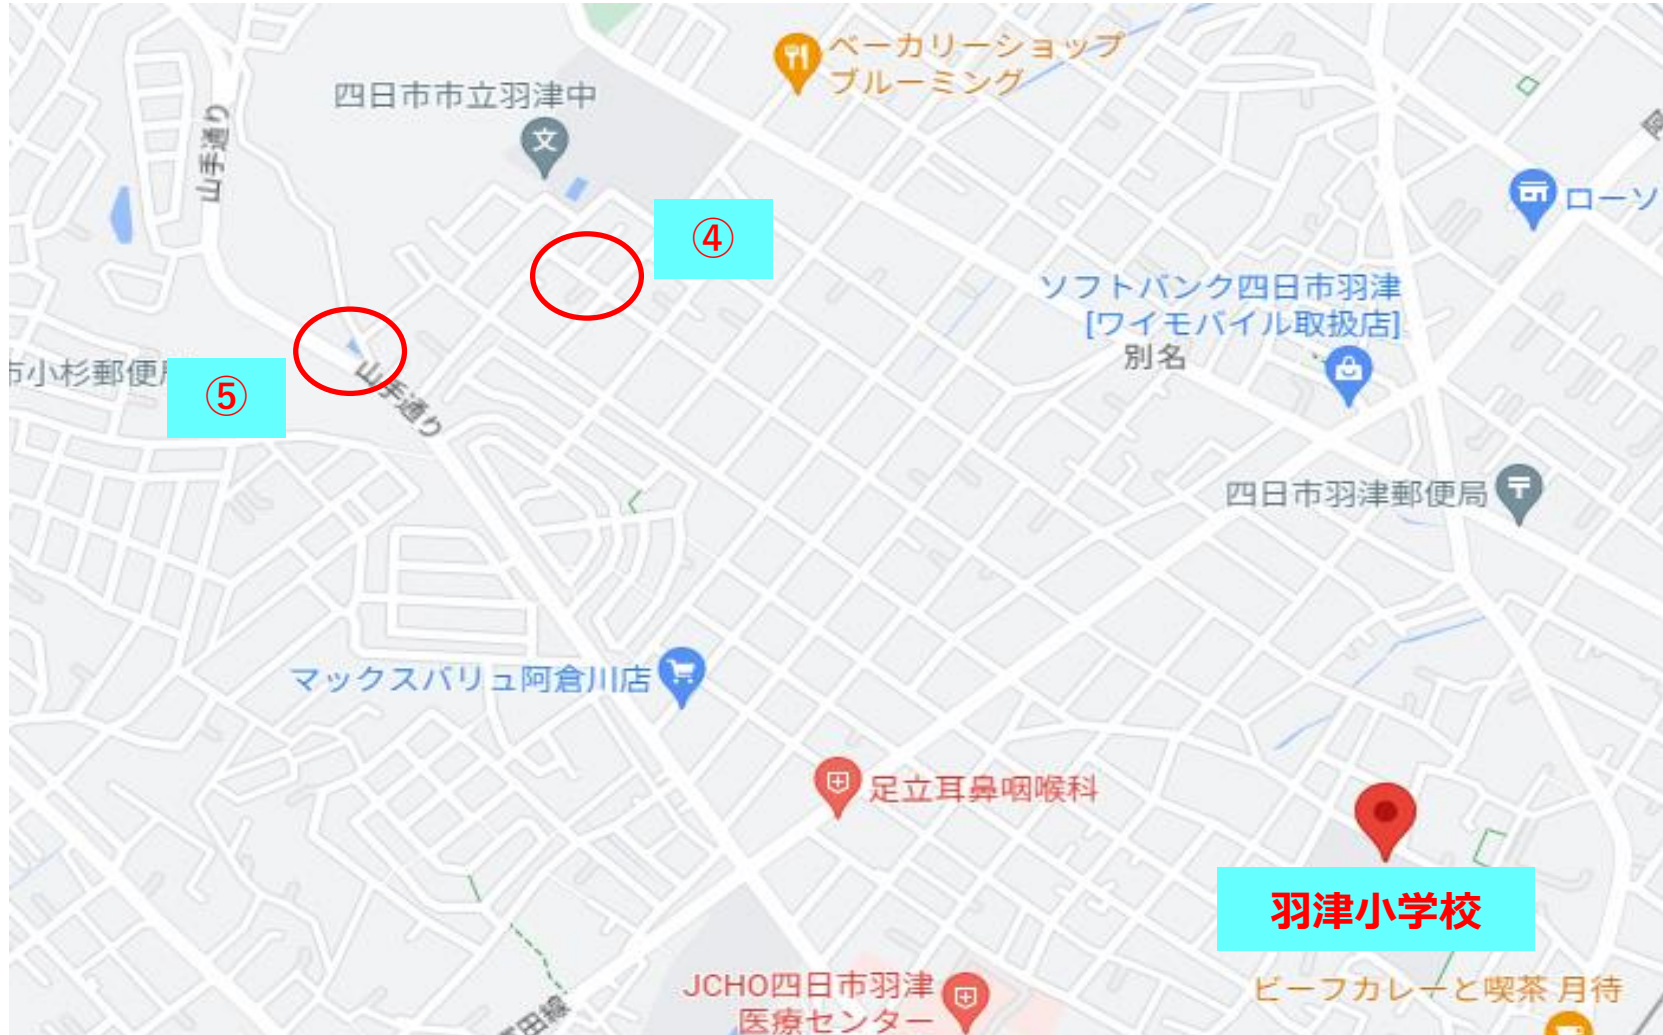 ベーカリーショップ
ブルーミング
四日市市立羽津中
文
山手通り
ローソ
④
ソフトバンク四日市羽津
[ワイモバイル取扱店]
別名
市小杉郵便
⑤
山手通り
四日市羽津郵便局
マックスバリュ阿倉川店
足立耳鼻咽喉科
羽津小学校
JCHO四日市羽津
医療センター
ビーフカレーと喫茶 月待
田線